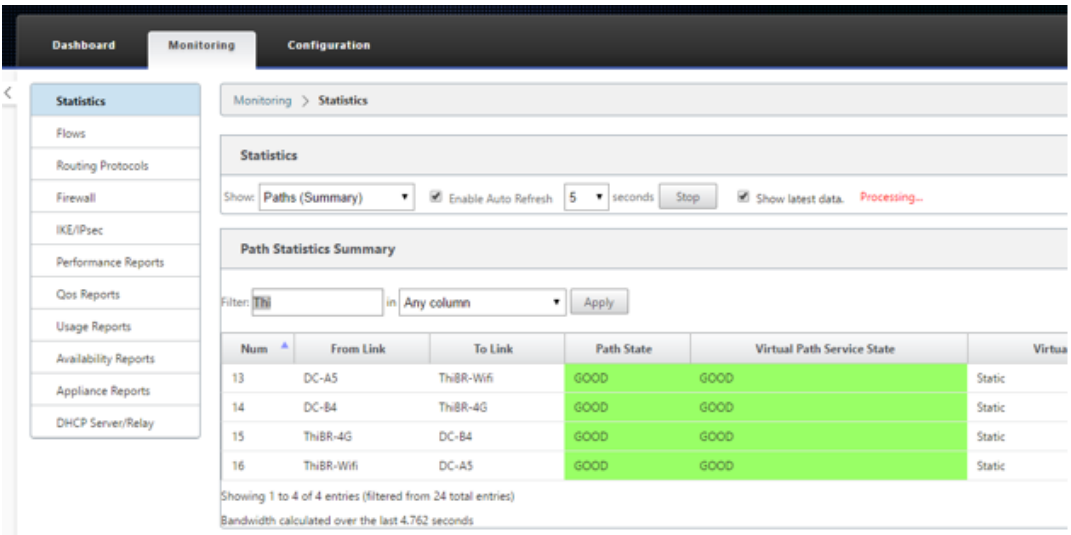 Dashboard Monitoring Configuration
Statistics
Flows
Routing Protocols
Firewall
IKE/IPsec
Performance Reports
Qos Reports
Usage Reports
Availability Reports
Appliance Reports
DHCP Server/Relay
Monitoring > Statistics
Statistics
Show: Paths (Summary) Enable Auto Refresh 5 seconds Stop Show latest data. Processing...
Path Statistics Summary
Filter: Thi in Any column Apply
Num From Link To Link Path State Virtual Path Service State Virtua
13 DC-A5 ThiBR-Wifi GOOD GOOD Static
14 DC-B4 ThiBR-4G GOOD GOOD Static
15 ThiBR-4G DC-B4 GOOD GOOD Static
16 ThiBR-Wifi DC-A5 GOOD GOOD Static
Showing 1 to 4 of 4 entries (filtered from 24 total entries)
Bandwidth calculated over the last 4.762 seconds